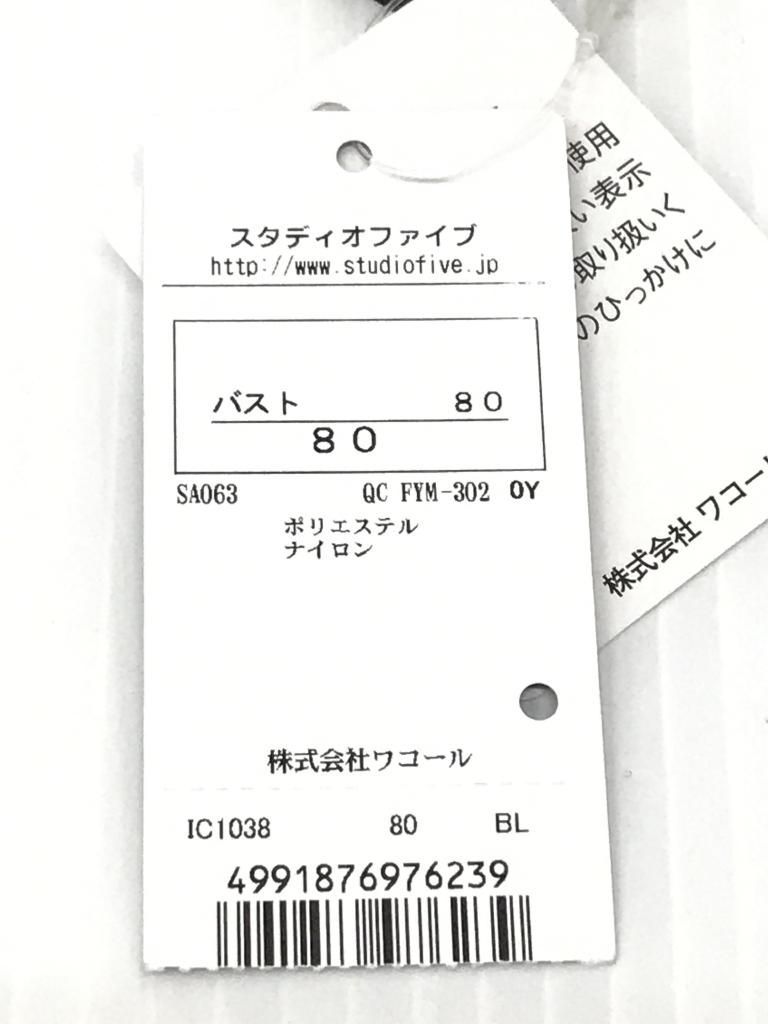 スタディオファイブ
http://www.studiofive.jp
バスト 80
80
SA063 QC FYM-302 OY
ポリエステル
ナイロン
株式会社ワコール
IC1038 80 BL
4991876976239
使用
い表示
取り扱いく
のひっかけに
株式会社 ワコール